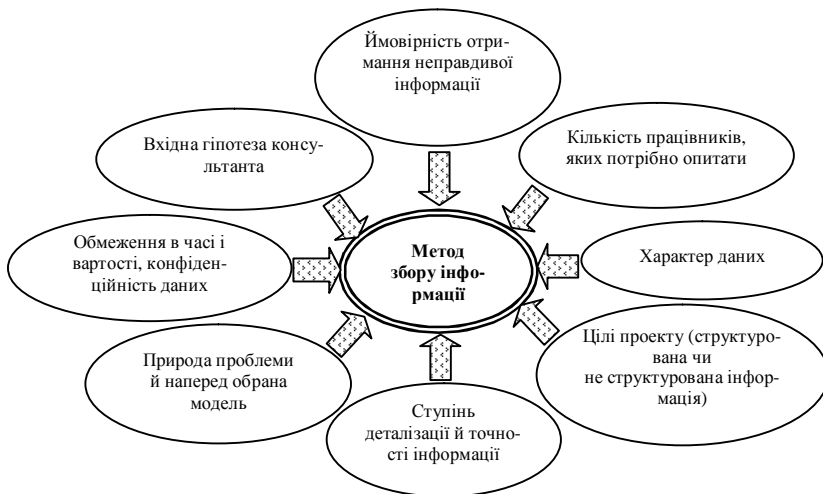 Ймовірність отри-
мання неправдивої
інформації
Вхідна гіпотеза консу-
льтанта
Кількість працівників,
яких потрібно опитати
Обмеження в часі і
вартості, конфіден-
ційність даних
Метод
збору інфо-
рмації
Характер даних
Природа проблеми
й наперед обрана
модель
Цілі проекту (структуро-
вана чи
не структурована інфор-
мація)
Ступінь
деталізації й точно-
сті інформації